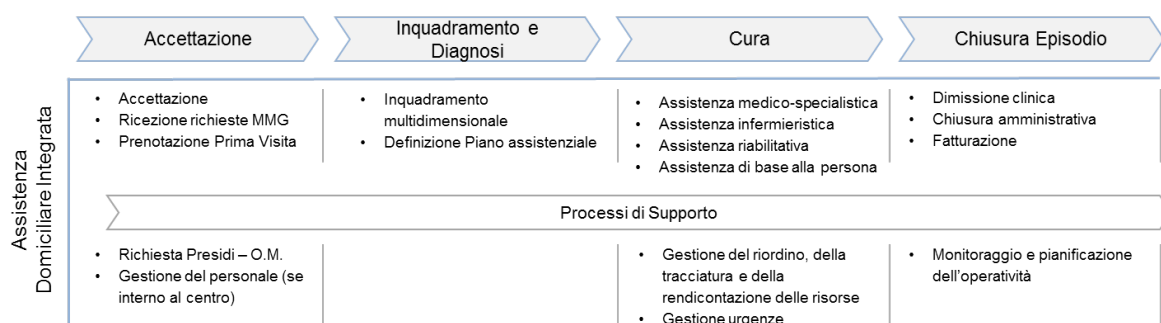 Accettazione
Inquadramento e
Diagnosi
Cura
Chiusura Episodio
Assistenza
Domiciliare Integrata
• Accettazione
• Ricezione richieste MMG
• Prenotazione Prima Visita
• Inquadramento
multidimensionale
• Definizione Piano assistenziale
• Assistenza medico-specialistica
• Assistenza infermieristica
• Assistenza riabilitativa
• Assistenza di base alla persona
• Dimissione clinica
• Chiusura amministrativa
• Fatturazione
Processi di Supporto
• Richiesta Presidi – O.M.
• Gestione del personale (se
interno al centro)
• Gestione del riordino, della
tracciatura e della
rendicontazione delle risorse
• Gestione urgenze
• Monitoraggio e pianificazione
dell'operatività